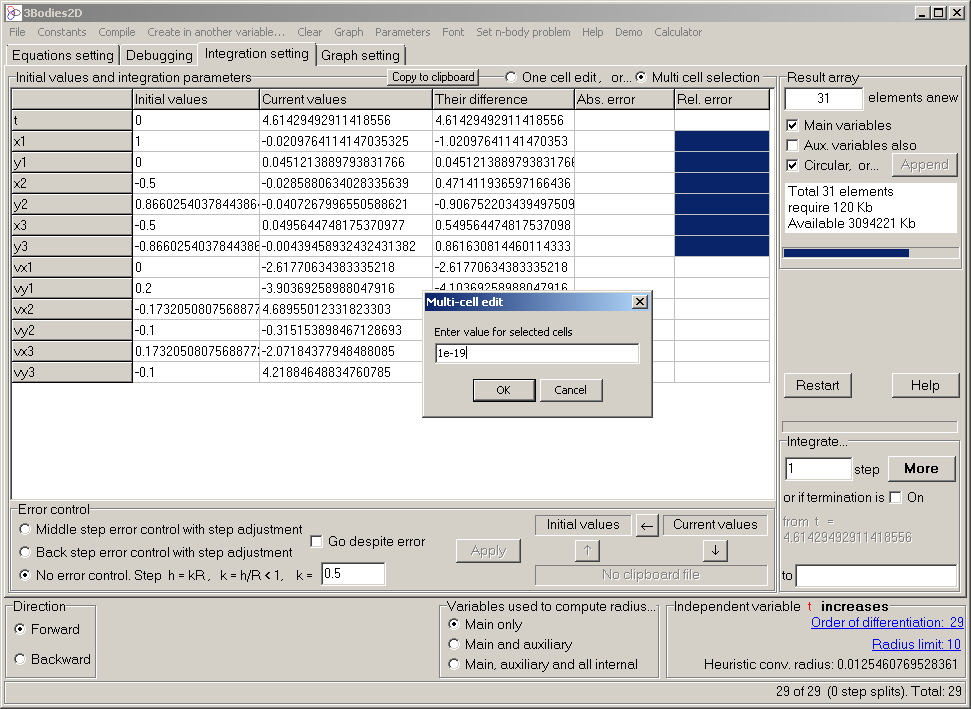 3Bodies2D
File Constants Compile Create in another variable... Clear Graph Parameters Font Set n-body problem Help Demo Calculator
Equations setting Debugging Integration setting Graph setting
Initial values and integration parameters Copy to clipboard One cell edit, or... Multi cell selection
Initial values Current values Their difference Abs. error Rel. error
t 0 4.61429492911418556 4.61429492911418556
x1 1 -0.0209764114147035325 -1.02097641147035​3
y1 0 0.0451213889793831766 0.0451213889793831766
x2 -0.5 -0.0285880634028335639 0.471411936597166436
y2 0.8660254037844386 -0.0407267996550588621 -0.906752203439497509
x3 -0.5 0.0495644748175370977 0.549564474817537098
y3 -0.8660254037844386 -0.00439458932432431382 0.861630814460114333
vx1 0 -2.61770634383335218 -2.61770634383335218
vy1 0.2 -3.90369258988047916 -4.10369258988047916
vx2 -0.1732050807568877 4.68955012331823303
vy2 -0.1 -0.315153898467128693
vx3 0.1732050807568877 -2.07184377948488085
vy3 -0.1 4.21884648834760785
Multi-cell edit
Enter value for selected cells
1e-19
OK Cancel
Result array
31 elements anew
Main variables
Aux. variables also
Circular, or... Append
Total 31 elements
require 120 Kb
Available 3094221 Kb
Restart Help
Integrate...
1 step More
or if termination is On
from t =
4.61429492911418556
to
Error control
Middle step error control with step adjustment
Back step error control with step adjustment
No error control. Step h = kR, k = h/R < 1, k = 0.5
Go despite error
Apply
Initial values ← Current values
↑ ↓
No clipboard file
Direction
Forward
Backward
Variables used to compute radius...
Main only
Main and auxiliary
Main, auxiliary and all internal
Independent variable t increases
Order of differentiation: 29
Radius limit: 10
Heuristic conv. radius: 0.0125460769528361
29 of 29 (0 step splits). Total: 29